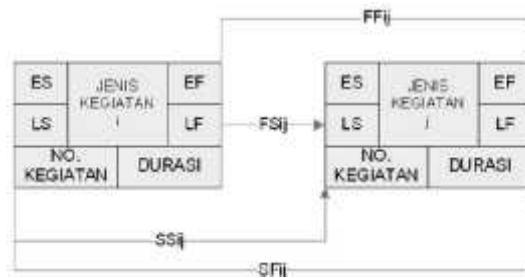 FFij
ES
JENIS
KEGIATAN
i
EF
LS
LF
NO.
KEGIATAN
DURASI
FSij
ES
JENIS
KEGIATAN
j
EF
LS
LF
NO.
KEGIATAN
DURASI
SSij
SFij